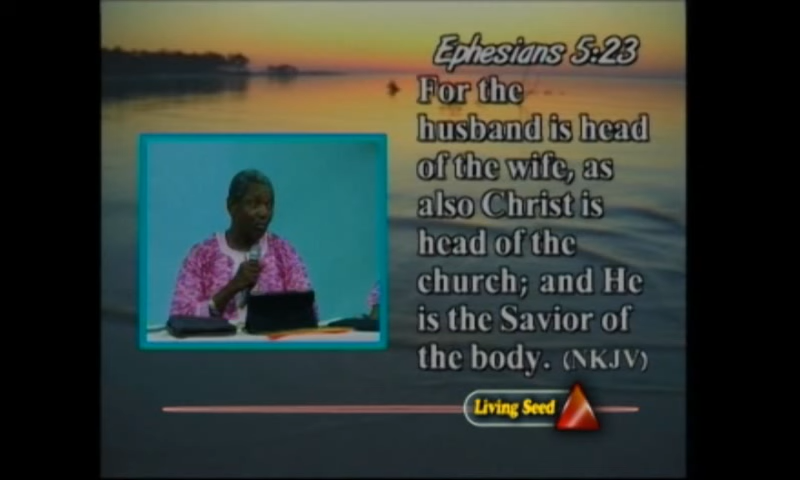 Ephesians 5:23
For the
husband is head
of the wife, as
also Christ is
head of the
church; and He
is the Savior of
the body. (NKJV)
Living Seed